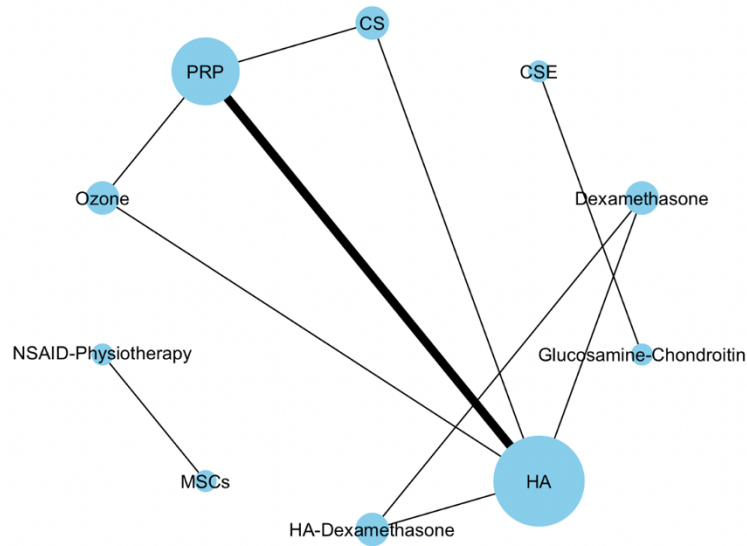 CS
PRP
CSE
Ozone
Dexamethasone
NSAID-Physiotherapy
Glucosamine-Chondroitin
MSCs
HA
HA-Dexamethasone